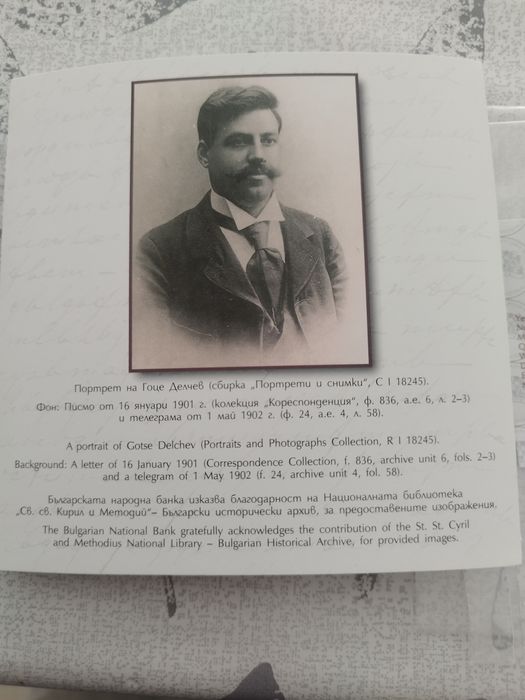 Портрет на Гоце Делчев (сбирка „Портрети и снимки“, С I 18245).
Фон: Писмо от 16 януари 1901 г. (колекция „Кореспонденция“, ф. 836, а.е. 6, л. 2–3)
и телеграма от 1 май 1902 г. (ф. 24, а.е. 4, л. 58).
A portrait of Gotse Delchev (Portraits and Photographs Collection, R I 18245).
Background: A letter of 16 January 1901 (Correspondence Collection, f. 836, archive unit 6, fols. 2–3)
and a telegram of 1 May 1902 (f. 24, archive unit 4, fol. 58).
Българската народна банка изказва благодарност на Националната библиотека
„Св. св. Кирил и Методий“– Български исторически архив, за предоставените изображения.
The Bulgarian National Bank gratefully acknowledges the contribution of the St. St. Cyril
and Methodius National Library – Bulgarian Historical Archive, for provided images.